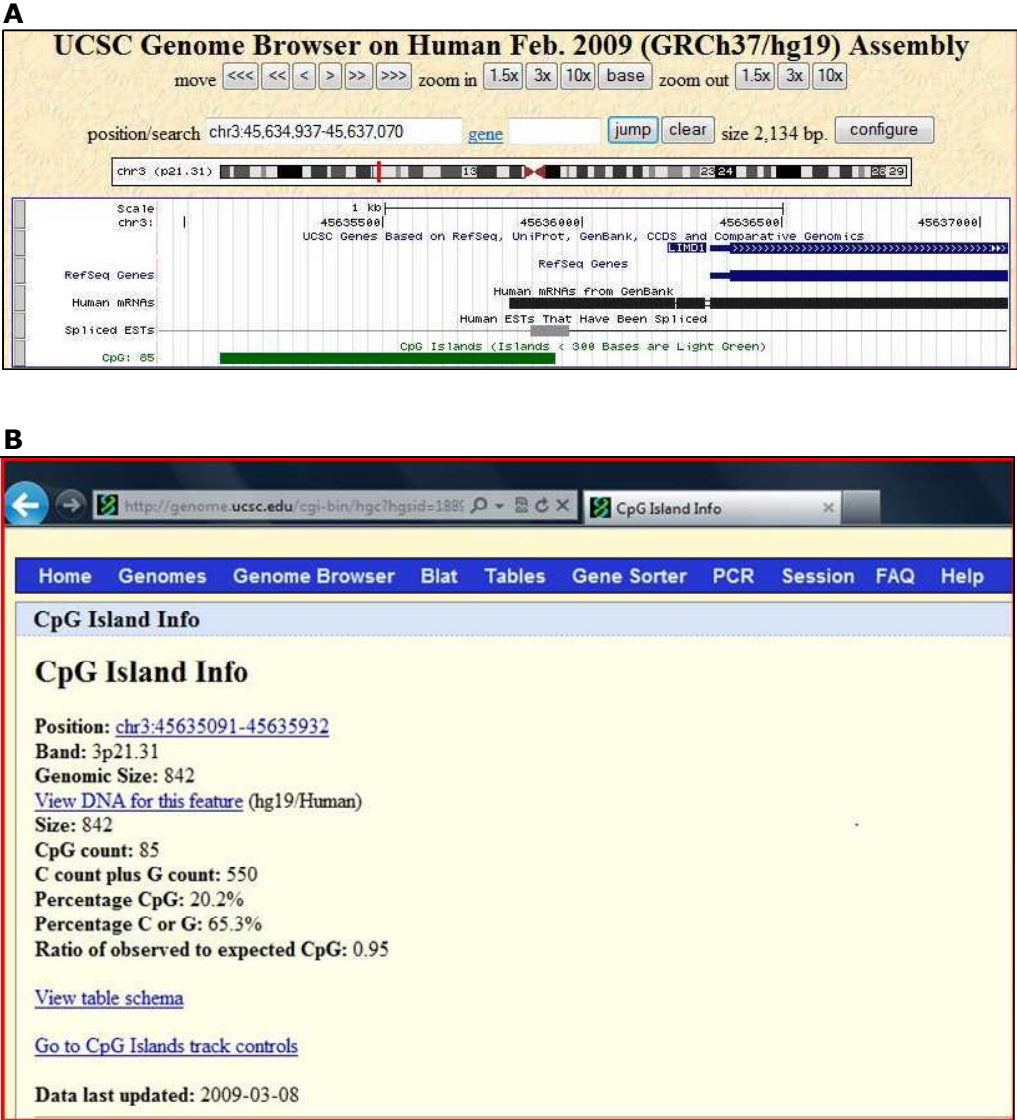 A
UCSC Genome Browser on Human Feb. 2009 (GRCh37/hg19) Assembly
move <<< << < > >> >>> zoom in 1.5x 3x 10x base zoom out 1.5x 3x 10x
position/search chr3:45,634,937-45,637,070 gene jump clear size 2,134 bp. configure
chr3 (p21.31) 13 23 24 28 29
Scale 1 kb
chr3: 45635500 45636000 45636500 45637000
UCSC Genes Based on RefSeq, UniProt, GenBank, CCDS and Comparative Genomics
LIMD1
RefSeq Genes
RefSeq Genes
Human mRNAs from GenBank
Human mRNAs
Human ESTs That Have Been Spliced
Spliced ESTs
CpG Islands (Islands < 300 Bases are Light Green)
CpG: 85
B
http://genome.ucsc.edu/cgi-bin/hgc?hgsid=188 CpG Island Info
Home Genomes Genome Browser Blat Tables Gene Sorter PCR Session FAQ Help
CpG Island Info
CpG Island Info
Position: chr3:45635091-45635932
Band: 3p21.31
Genomic Size: 842
View DNA for this feature (hg19/Human)
Size: 842
CpG count: 85
C count plus G count: 550
Percentage CpG: 20.2%
Percentage C or G: 65.3%
Ratio of observed to expected CpG: 0.95
View table schema
Go to CpG Islands track controls
Data last updated: 2009-03-08